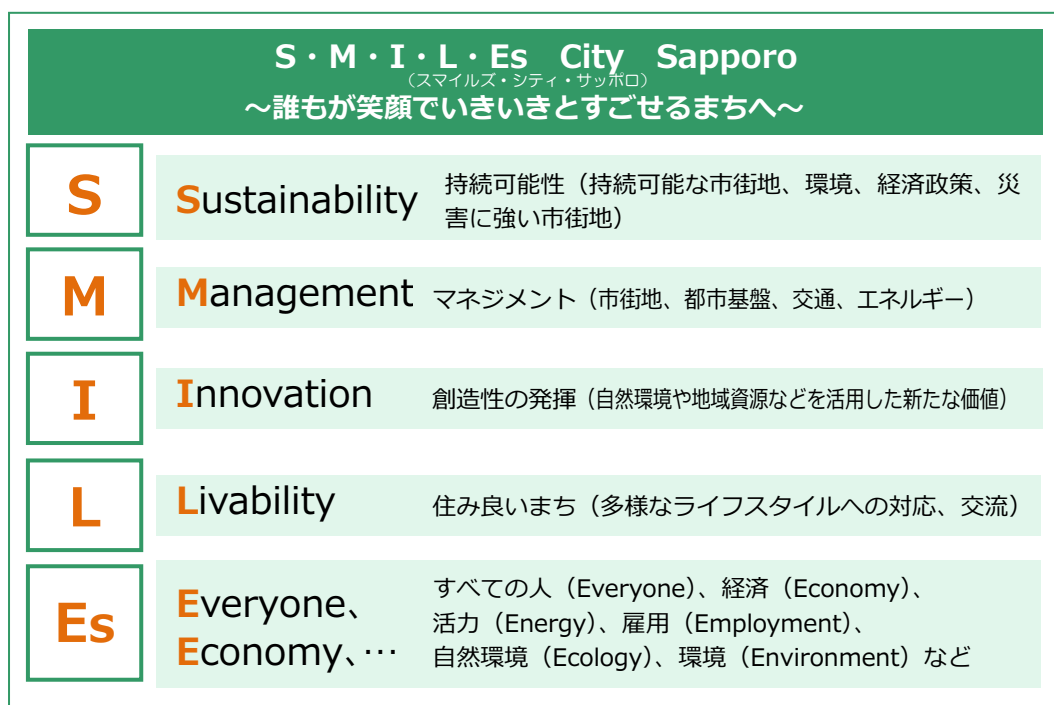 S・M・I・L・Es City Sapporo
（スマイルズ・シティ・サッポロ）
～誰もが笑顔でいきいきとすごせるまちへ～
S
Sustainability
持続可能性（持続可能な市街地、環境、経済政策、災
害に強い市街地）
M
Management
マネジメント（市街地、都市基盤、交通、エネルギー）
I
Innovation
創造性の発揮（自然環境や地域資源などを活用した新たな価値）
L
Livability
住み良いまち（多様なライフスタイルへの対応、交流）
Es
Everyone、
Economy、…
すべての人（Everyone）、経済（Economy）、
活力（Energy）、雇用（Employment）、
自然環境（Ecology）、環境（Environment）など